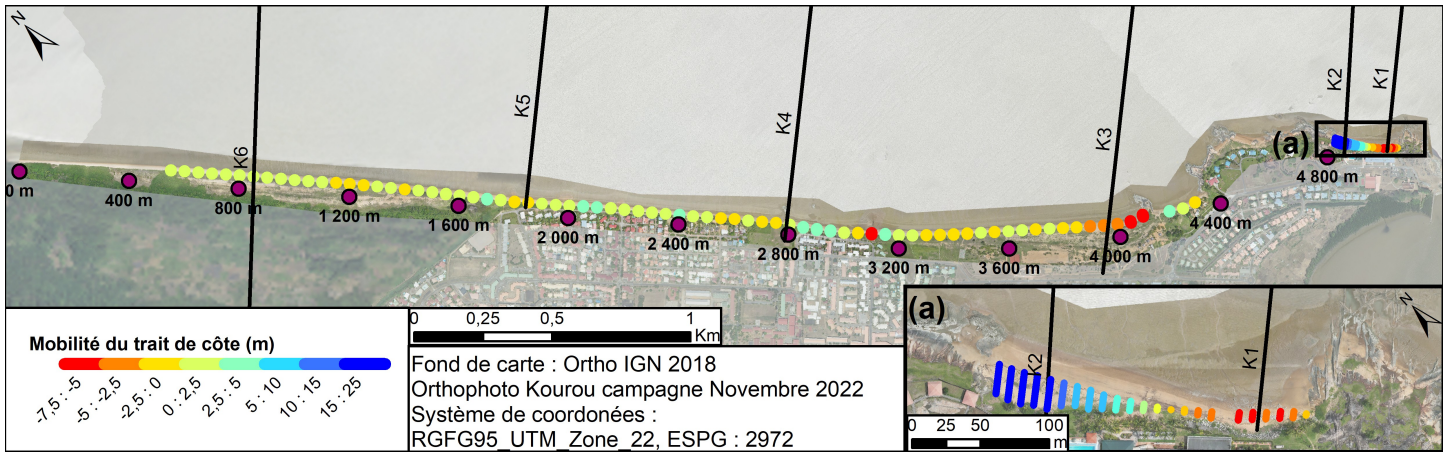 N
K6
K5
K4
K3
K2
K1
(a)
0 m
400 m
800 m
1 200 m
1 600 m
2 000 m
2 400 m
2 800 m
3 200 m
3 600 m
4 000 m
4 400 m
4 800 m
Mobilité du trait de côte (m)
-7,5 : -5
-5 : -2,5
-2,5 : 0
0 : 2,5
2,5 : 5
5 : 10
10 : 15
15 : 25
0 0,25 0,5 1
Km
Fond de carte : Ortho IGN 2018
Orthophoto Kourou campagne Novembre 2022
Système de coordonées :
RGFG95_UTM_Zone_22, ESPG : 2972
(a)
N
K2
K1
0 25 50 100
m